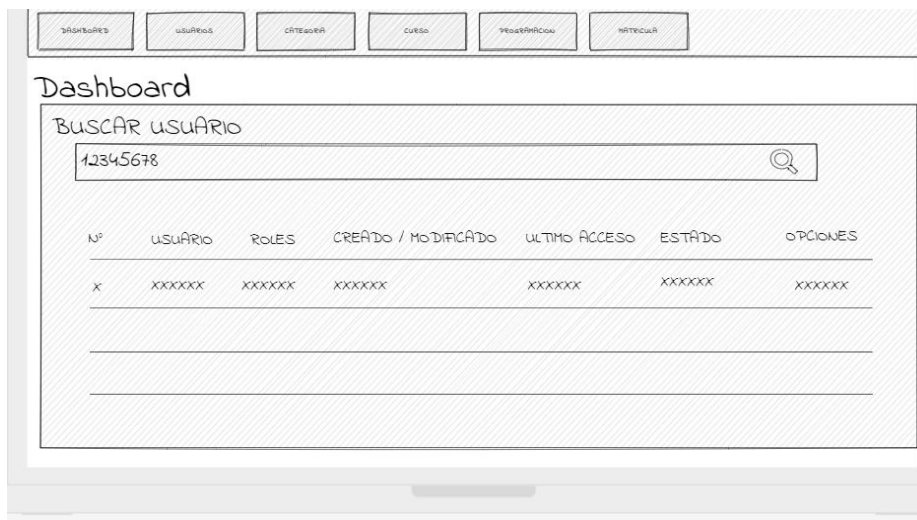 DASHBOARD USUARIOS CATEGORIA CURSO PROGRAMACION MATRICULA
Dashboard
BUSCAR USUARIO
12345678
N° USUARIO ROLES CREADO / MODIFICADO ULTIMO ACCESO ESTADO OPCIONES
X XXXXXX XXXXXX XXXXXX XXXXXX XXXXXX XXXXXX